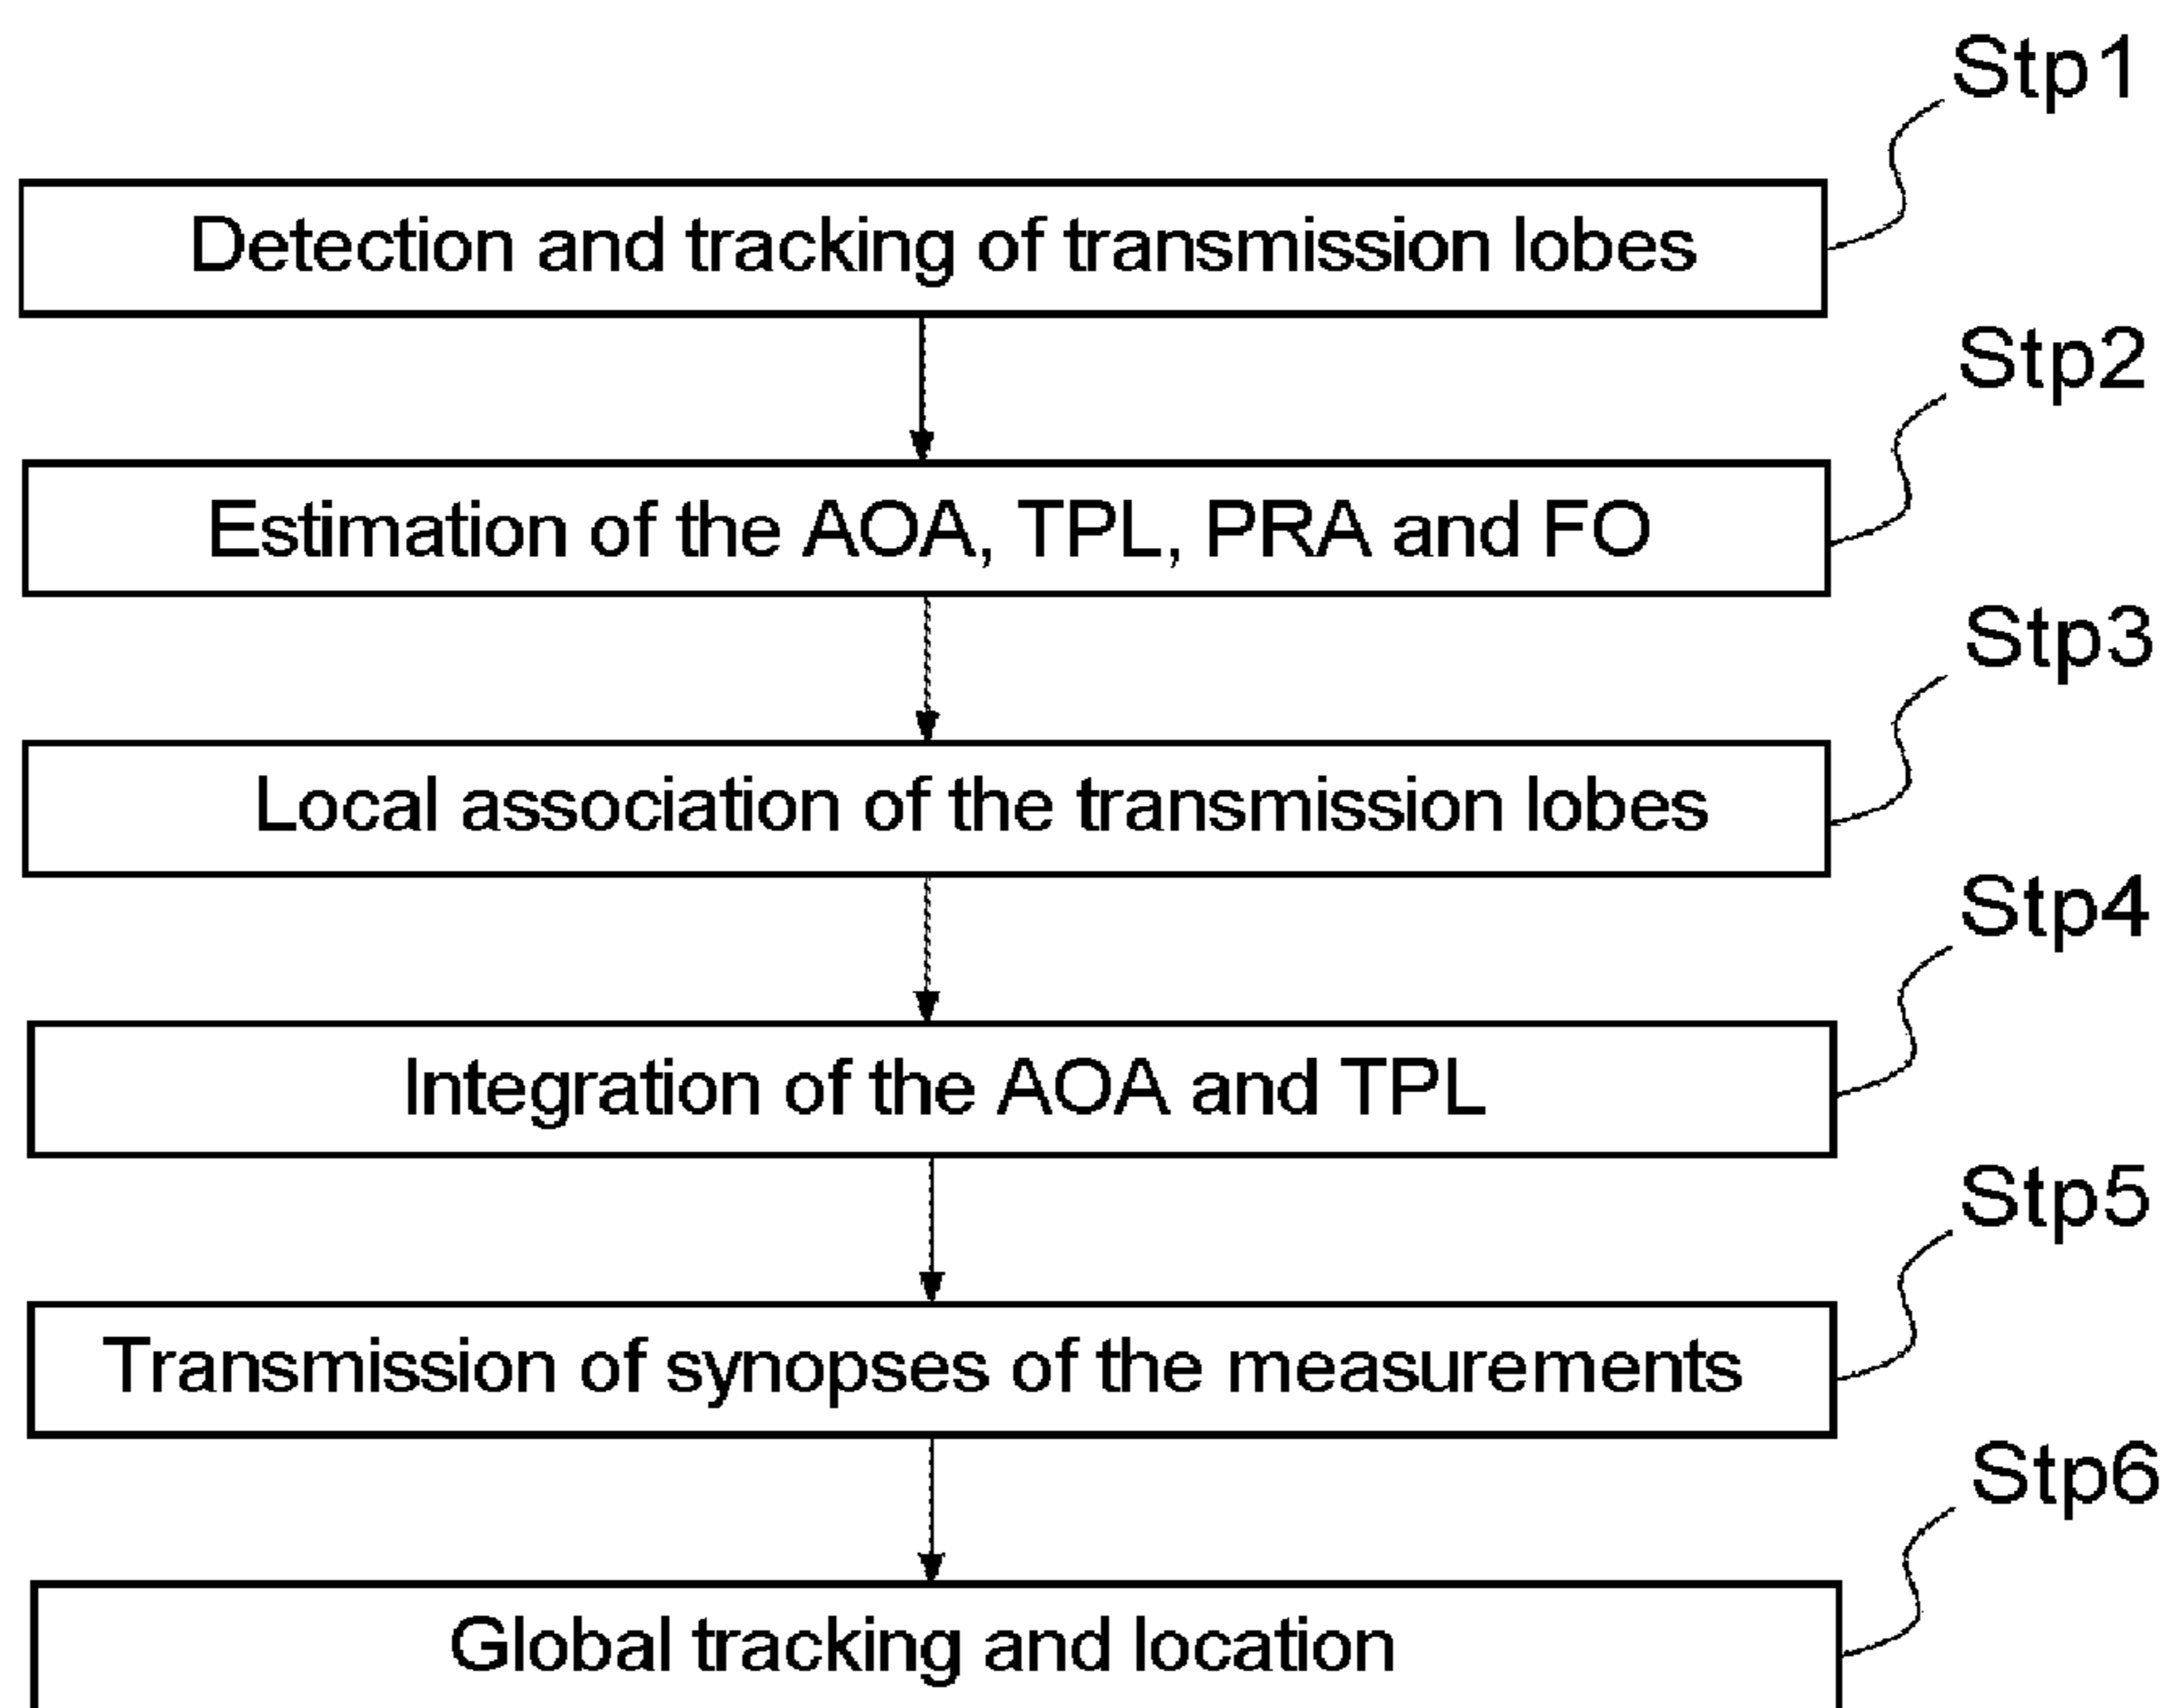 Stp1
Detection and tracking of transmission lobes
Stp2
Estimation of the AOA, TPL, PRA and FO
Stp3
Local association of the transmission lobes
Stp4
Integration of the AOA and TPL
Stp5
Transmission of synopses of the measurements
Stp6
Global tracking and location